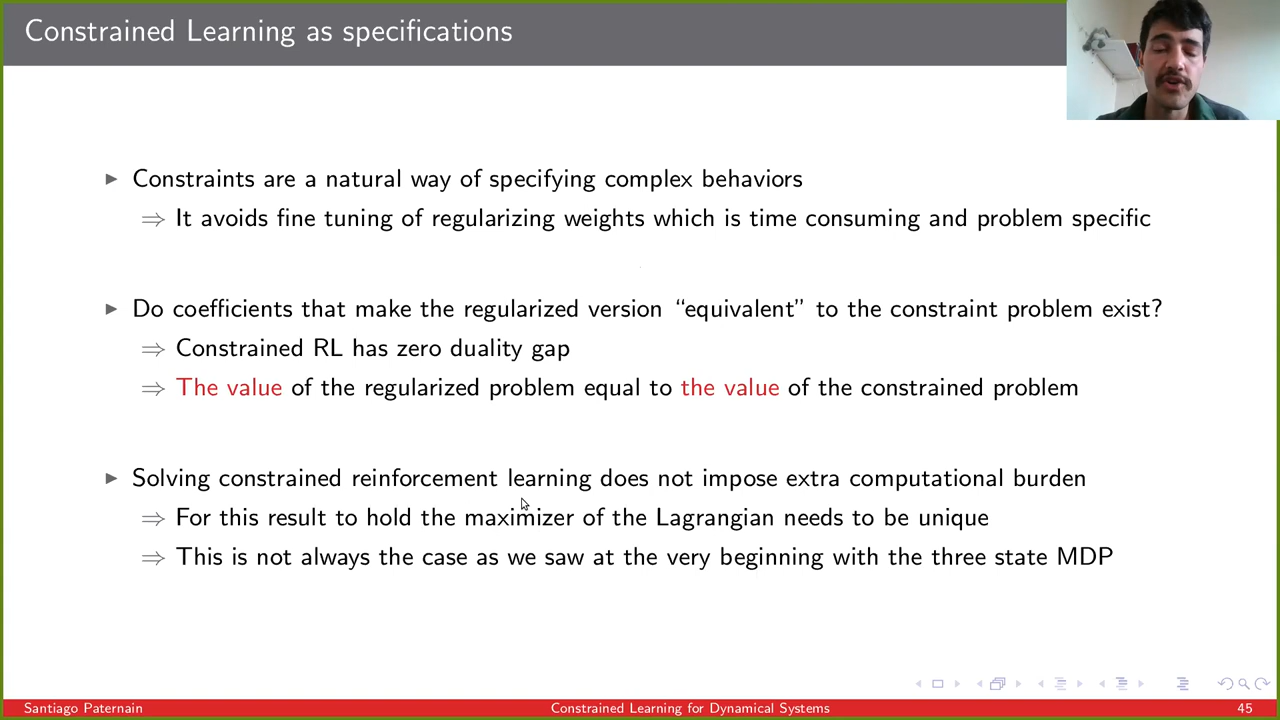 Constrained Learning as specifications
▶ Constraints are a natural way of specifying complex behaviors
⇒ It avoids fine tuning of regularizing weights which is time consuming and problem specific
▶ Do coefficients that make the regularized version “equivalent” to the constraint problem exist?
⇒ Constrained RL has zero duality gap
⇒ The value of the regularized problem equal to the value of the constrained problem
▶ Solving constrained reinforcement learning does not impose extra computational burden
⇒ For this result to hold the maximizer of the Lagrangian needs to be unique
⇒ This is not always the case as we saw at the very beginning with the three state MDP
Santiago Paternain
Constrained Learning for Dynamical Systems
45